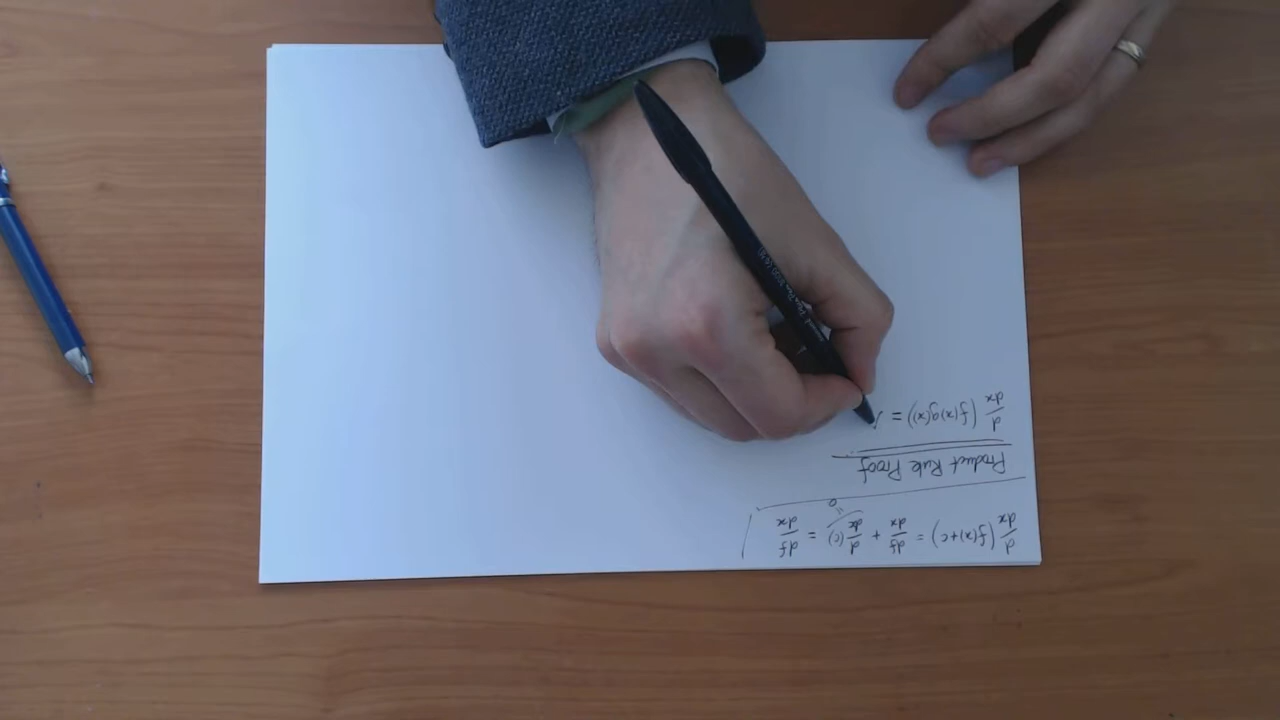 d/dx (f(x)+c) = df/dx + d/dx (c) = df/dx
= 0
Product Rule Proof
d/dx (f(x)g(x)) =